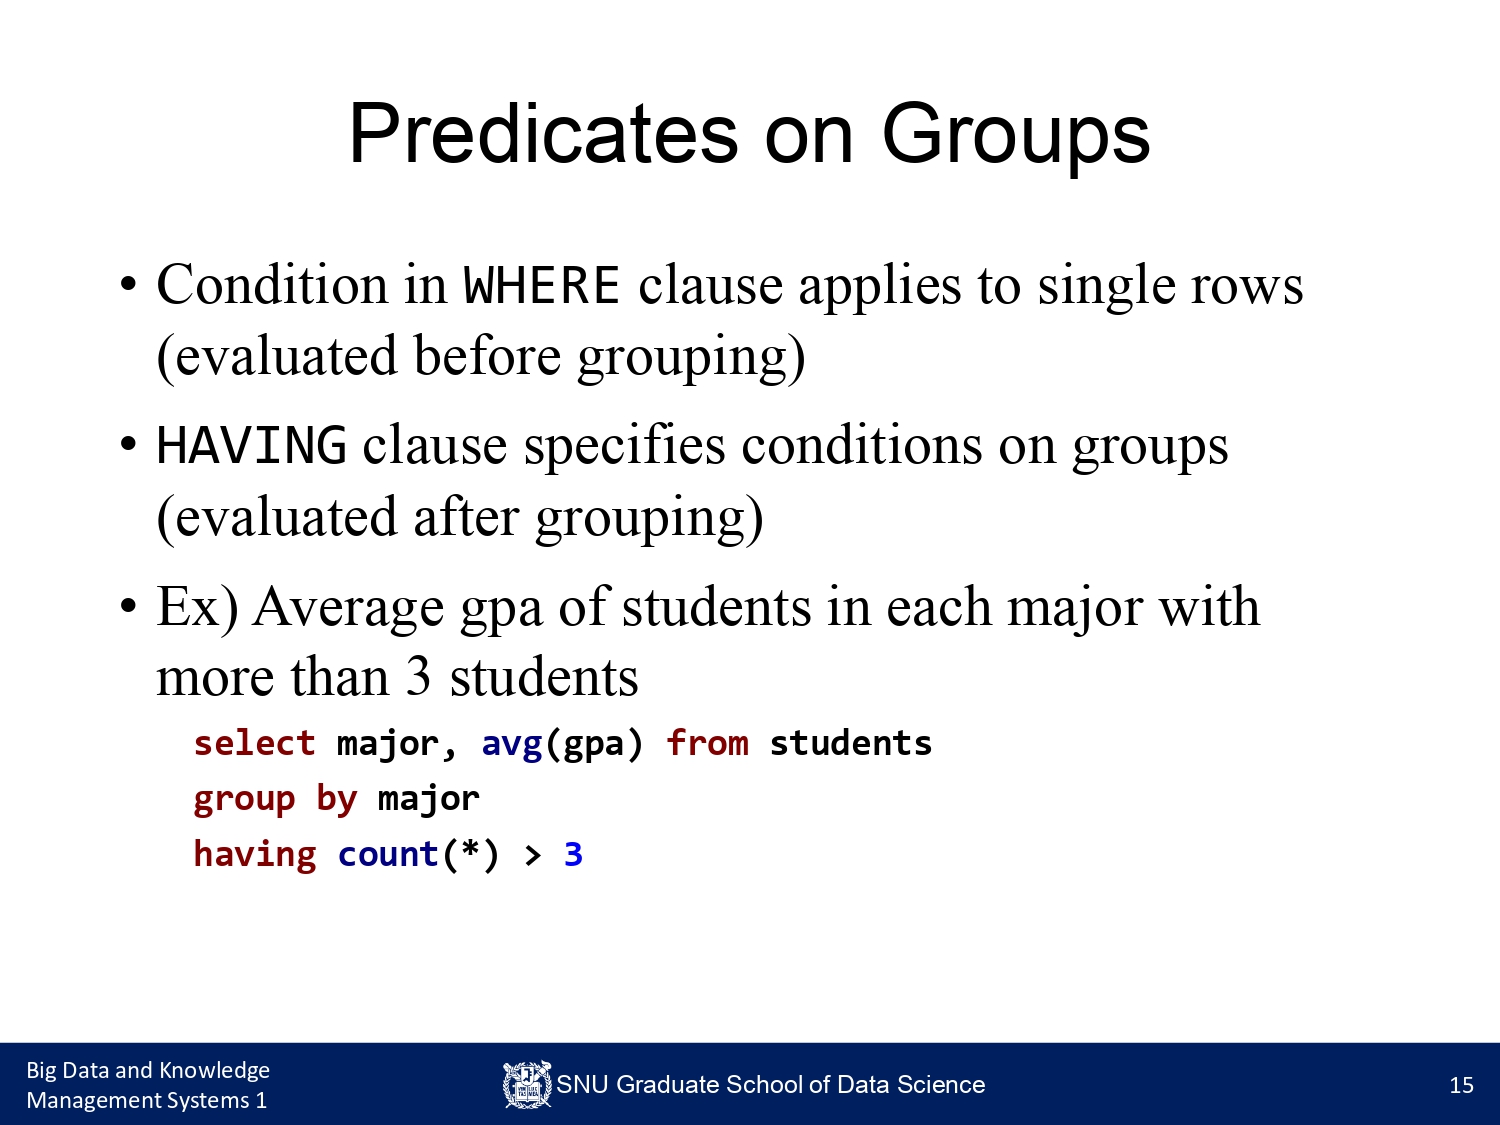 Predicates on Groups
• Condition in WHERE clause applies to single rows
(evaluated before grouping)
• HAVING clause specifies conditions on groups
(evaluated after grouping)
• Ex) Average gpa of students in each major with
more than 3 students
select major, avg(gpa) from students
group by major
having count(*) > 3
Big Data and Knowledge
Management Systems 1
SNU Graduate School of Data Science
15